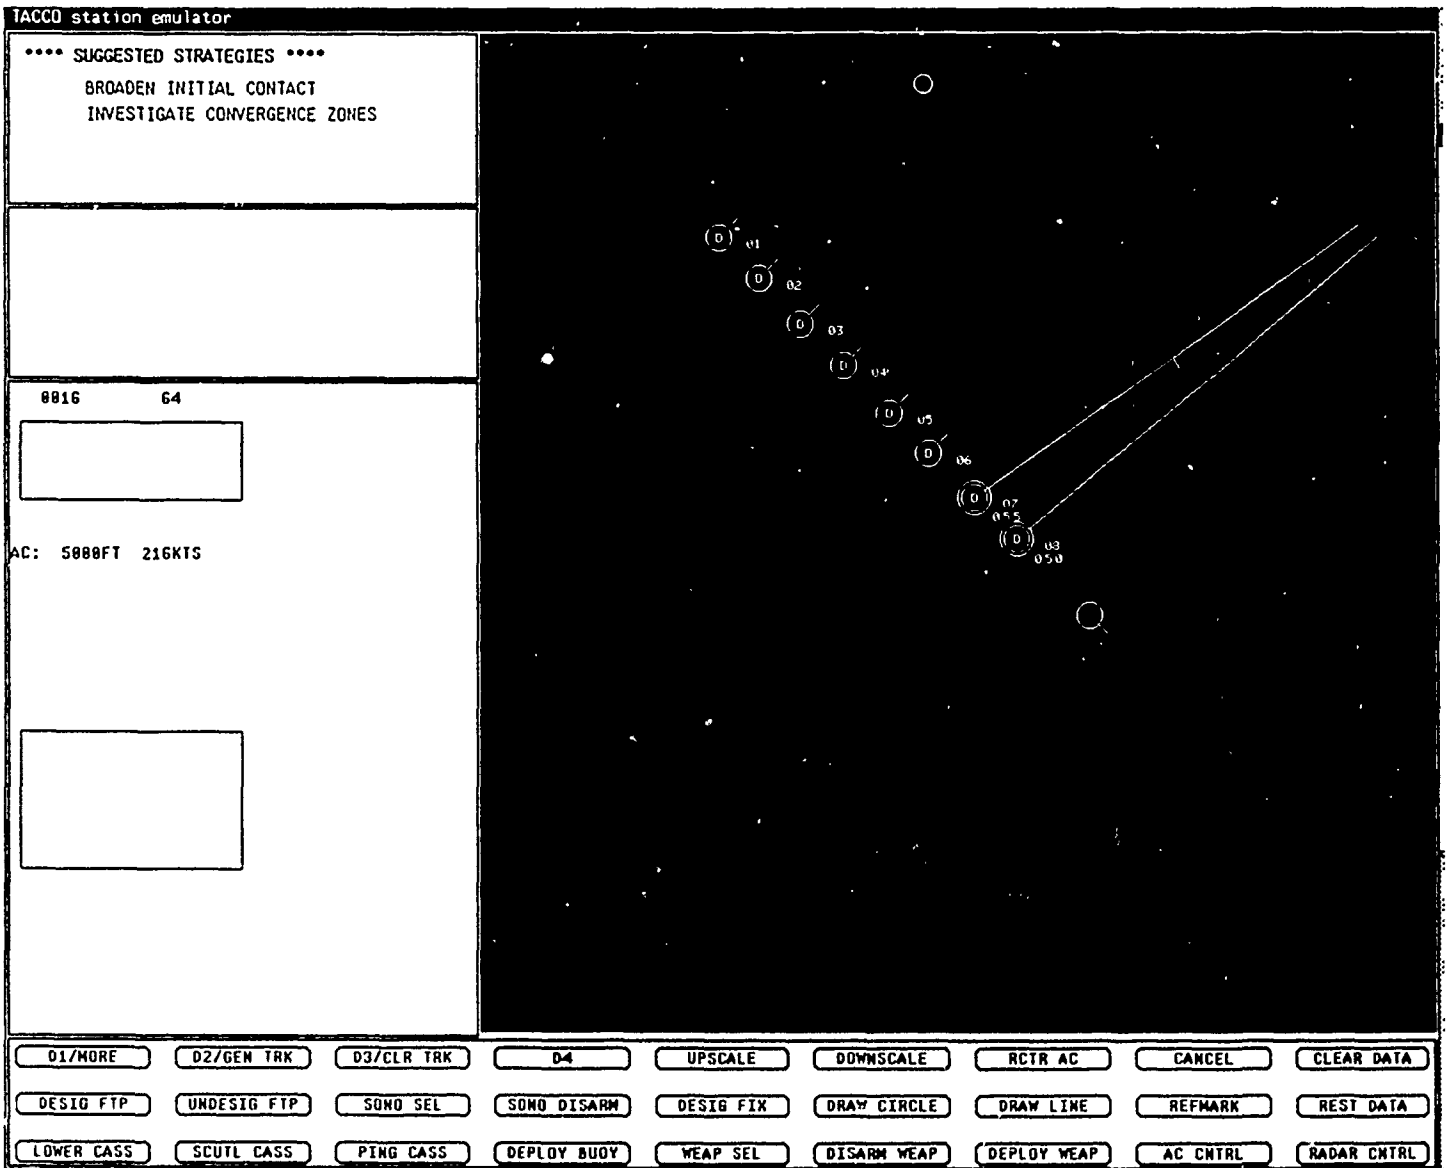 TACCO station emulator
**** SUGGESTED STRATEGIES ****
BROADEN INITIAL CONTACT
INVESTIGATE CONVERGENCE ZONES
0016 64
AC: 5000FT 216KTS
D 01
D 02
D 03
D 04
D 05
D 06
D 07
055
D 08
050
D1/MORE D2/GEN TRK D3/CLR TRK D4 UPSCALE DOWNSCALE RCTR AC CANCEL CLEAR DATA
DESIG FTP UNDESIG FTP SONO SEL SONO DISARM DESIG FIX DRAW CIRCLE DRAW LINE REFMARK REST DATA
LOWER CASS SCUTL CASS PING CASS DEPLOY BUOY WEAP SEL DISARM WEAP DEPLOY WEAP AC CNTRL RADAR CNTRL